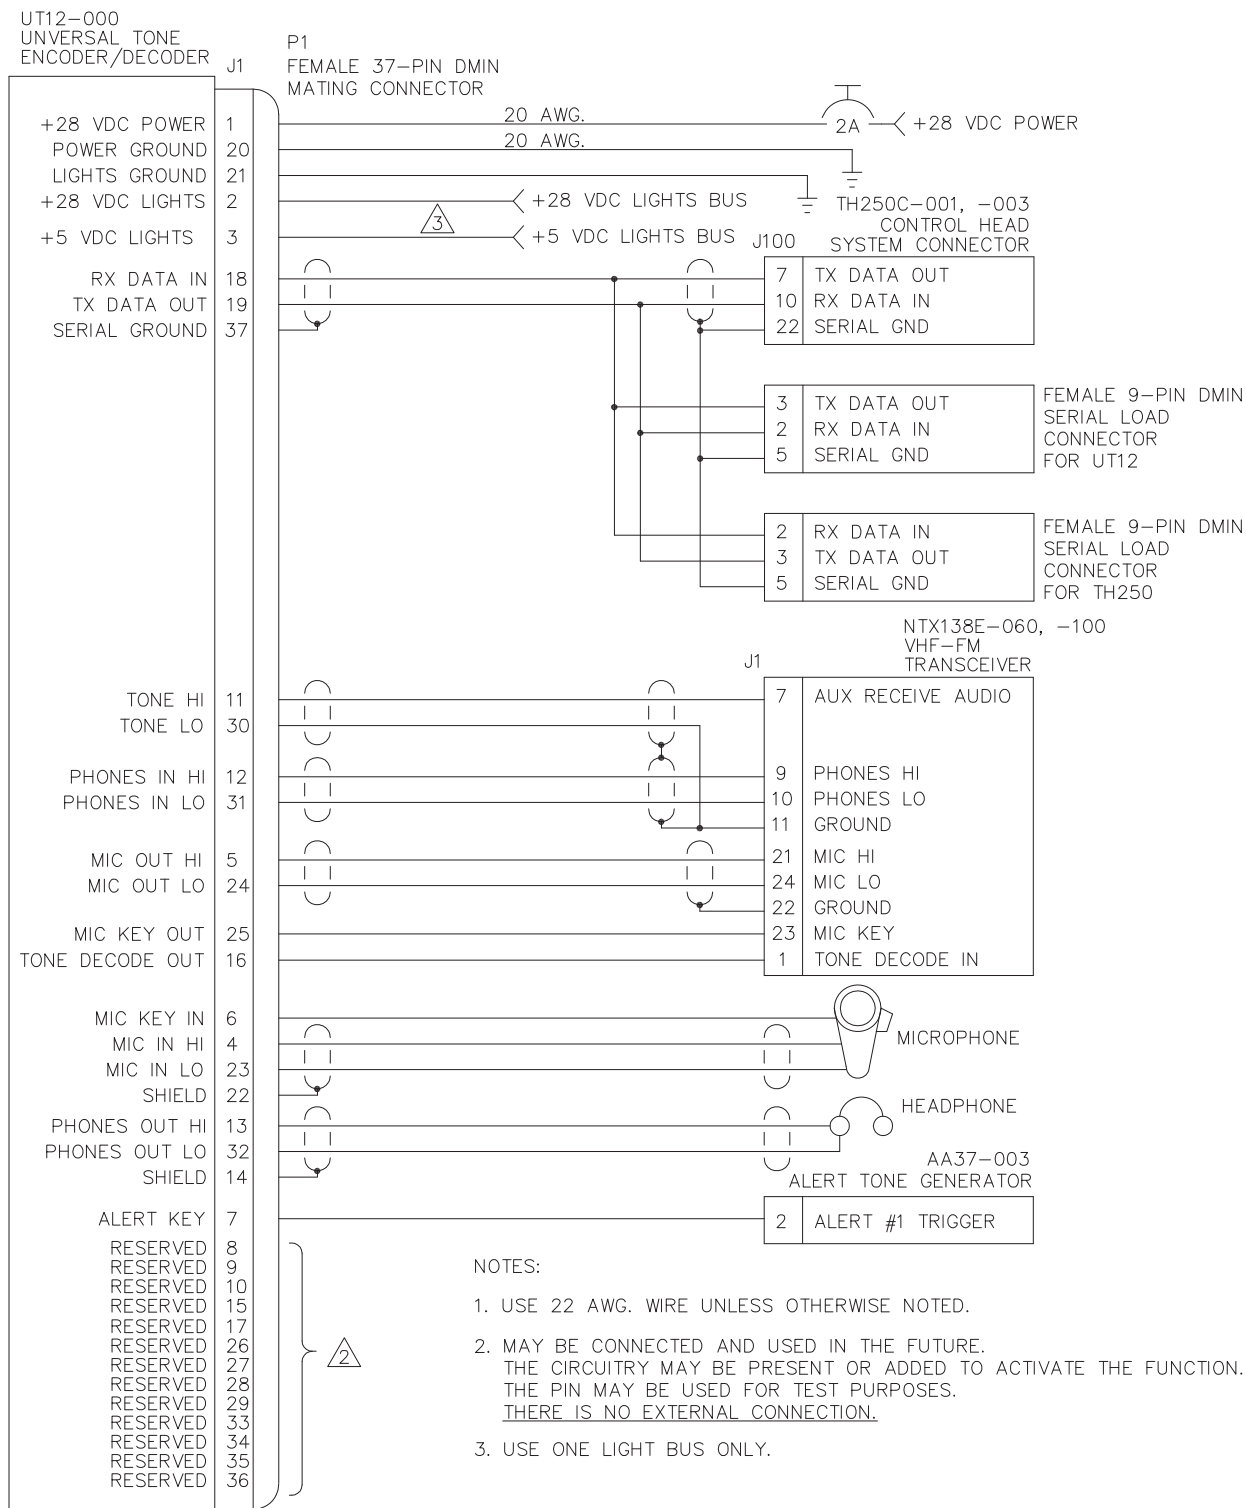 UT12-000
UNVERSAL TONE
ENCODER/DECODER
J1
P1
FEMALE 37-PIN DMIN
MATING CONNECTOR
+28 VDC POWER 1
20 AWG.
2A
+28 VDC POWER
POWER GROUND 20
20 AWG.
LIGHTS GROUND 21
+28 VDC LIGHTS 2
+28 VDC LIGHTS BUS
3
+5 VDC LIGHTS 3
+5 VDC LIGHTS BUS
TH250C-001, -003
CONTROL HEAD
SYSTEM CONNECTOR
J100
RX DATA IN 18
7 TX DATA OUT
TX DATA OUT 19
10 RX DATA IN
SERIAL GROUND 37
22 SERIAL GND
3 TX DATA OUT
2 RX DATA IN
5 SERIAL GND
FEMALE 9-PIN DMIN
SERIAL LOAD
CONNECTOR
FOR UT12
2 RX DATA IN
3 TX DATA OUT
5 SERIAL GND
FEMALE 9-PIN DMIN
SERIAL LOAD
CONNECTOR
FOR TH250
NTX138E-060, -100
VHF-FM
TRANSCEIVER
J1
TONE HI 11
7 AUX RECEIVE AUDIO
TONE LO 30
PHONES IN HI 12
9 PHONES HI
PHONES IN LO 31
10 PHONES LO
11 GROUND
MIC OUT HI 5
21 MIC HI
MIC OUT LO 24
24 MIC LO
22 GROUND
MIC KEY OUT 25
23 MIC KEY
TONE DECODE OUT 16
1 TONE DECODE IN
MIC KEY IN 6
MIC IN HI 4
MICROPHONE
MIC IN LO 23
SHIELD 22
PHONES OUT HI 13
HEADPHONE
PHONES OUT LO 32
SHIELD 14
AA37-003
ALERT TONE GENERATOR
ALERT KEY 7
2 ALERT #1 TRIGGER
RESERVED 8
RESERVED 9
RESERVED 10
RESERVED 15
RESERVED 17
RESERVED 26
RESERVED 27
RESERVED 28
RESERVED 29
RESERVED 33
RESERVED 34
RESERVED 35
RESERVED 36
2
NOTES:
1. USE 22 AWG. WIRE UNLESS OTHERWISE NOTED.
2. MAY BE CONNECTED AND USED IN THE FUTURE.
THE CIRCUITRY MAY BE PRESENT OR ADDED TO ACTIVATE THE FUNCTION.
THE PIN MAY BE USED FOR TEST PURPOSES.
THERE IS NO EXTERNAL CONNECTION.
3. USE ONE LIGHT BUS ONLY.